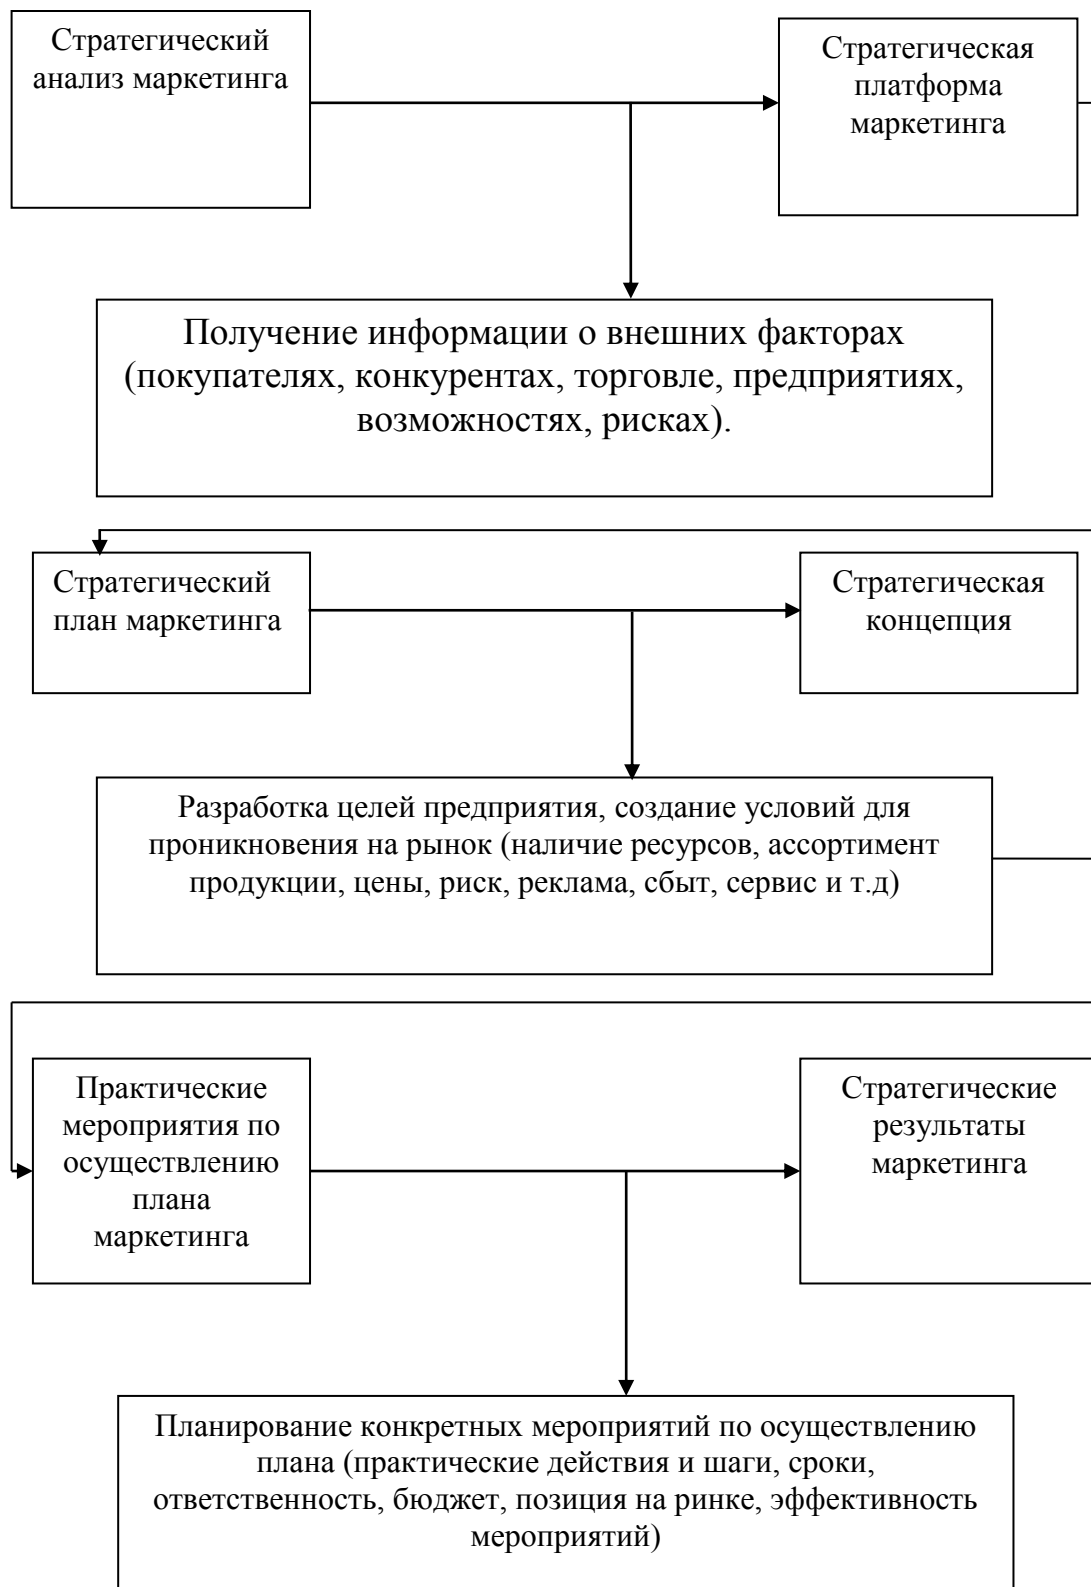 Стратегический
анализ маркетинга
Стратегическая
платформа
маркетинга
Получение информации о внешних факторах
(покупателях, конкурентах, торговле, предприятиях,
возможностях, рисках).
Стратегический
план маркетинга
Стратегическая
концепция
Разработка целей предприятия, создание условий для
проникновения на рынок (наличие ресурсов, ассортимент
продукции, цены, риск, реклама, сбыт, сервис и т.д)
Практические
мероприятия по
осуществлению
плана
маркетинга
Стратегические
результаты
маркетинга
Планирование конкретных мероприятий по осуществлению
плана (практические действия и шаги, сроки,
ответственность, бюджет, позиция на ринке, эффективность
мероприятий)